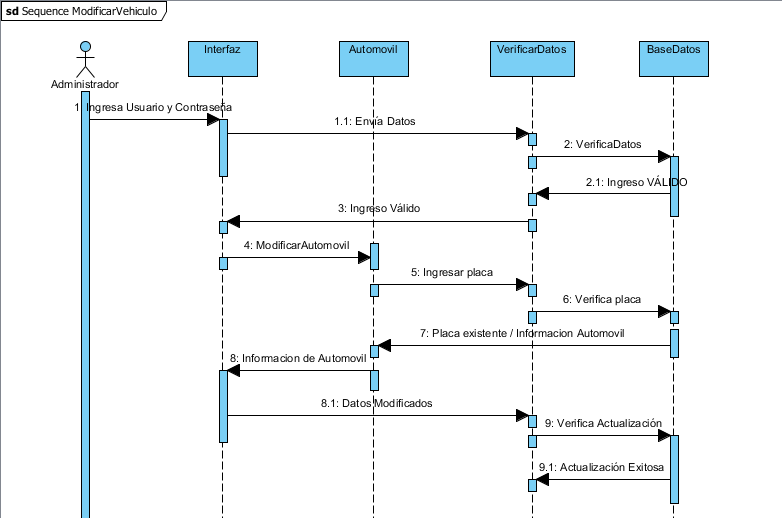 sd Sequence ModificarVehiculo
Interfaz
Automovil
VerificarDatos
BaseDatos
Administrador
1: Ingresa Usuario y Contraseña
1.1: Envía Datos
2: VerificaDatos
2.1: Ingreso VÁLIDO
3: Ingreso Válido
4: ModificarAutomovil
5: Ingresar placa
6: Verifica placa
7: Placa existente / Informacion Automovil
8: Informacion de Automovil
8.1: Datos Modificados
9: Verifica Actualización
9.1: Actualización Exitosa